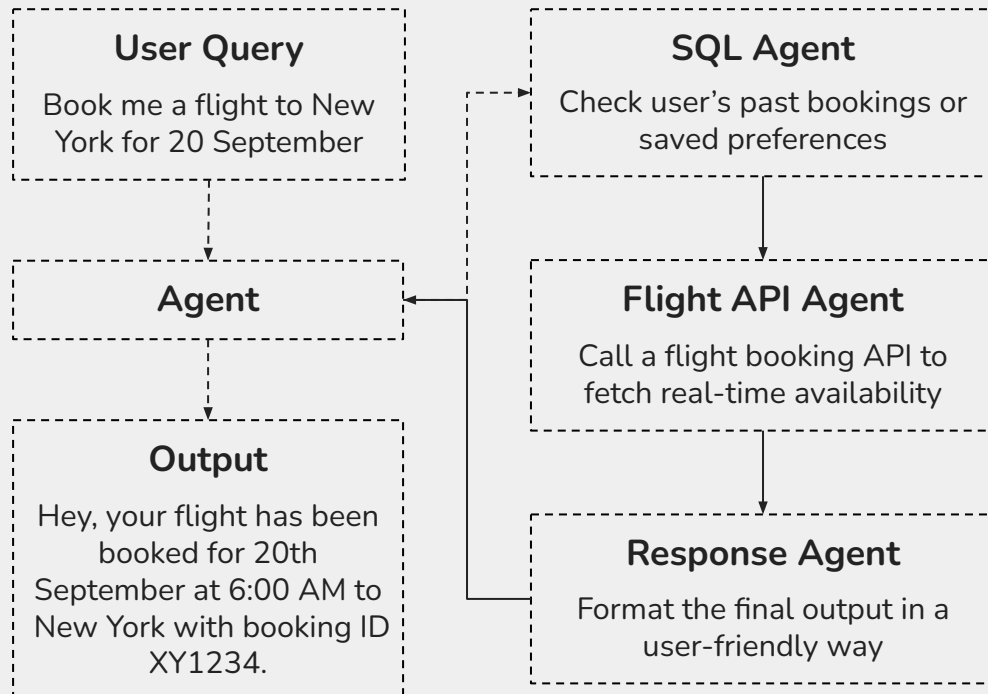 User Query
Book me a flight to New
York for 20 September
Agent
Output
Hey, your flight has been
booked for 20th
September at 6:00 AM to
New York with booking ID
XY1234.
SQL Agent
Check user’s past bookings or
saved preferences
Flight API Agent
Call a flight booking API to
fetch real-time availability
Response Agent
Format the final output in a
user-friendly way